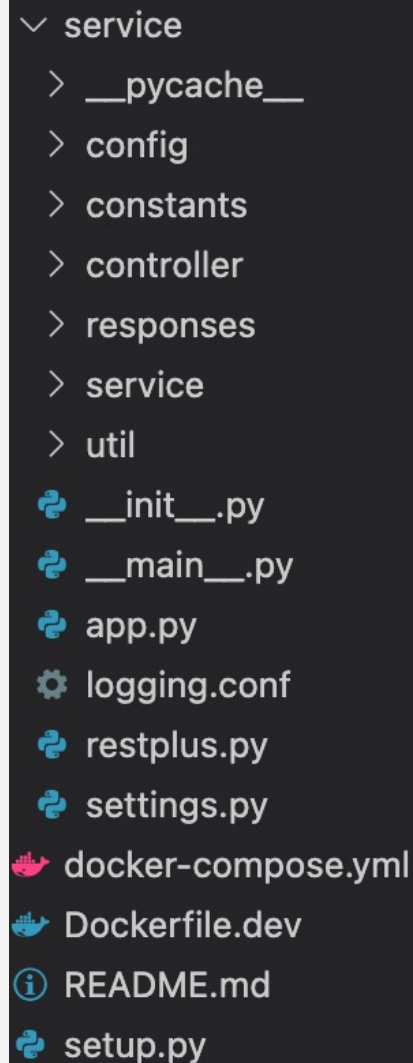 service
__pycache__
config
constants
controller
responses
service
util
__init__.py
__main__.py
app.py
logging.conf
restplus.py
settings.py
docker-compose.yml
Dockerfile.dev
README.md
setup.py